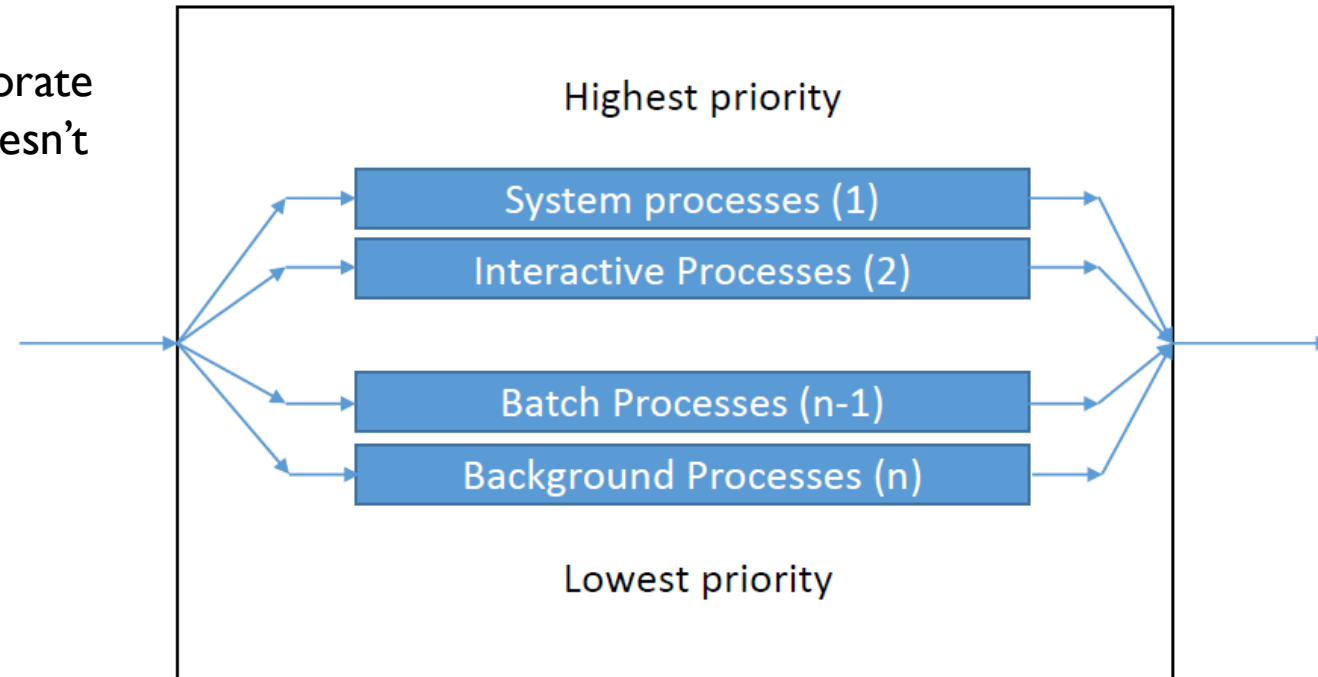 orate
esn't
Highest priority
System processes (1)
Interactive Processes (2)
Batch Processes (n-1)
Background Processes (n)
Lowest priority